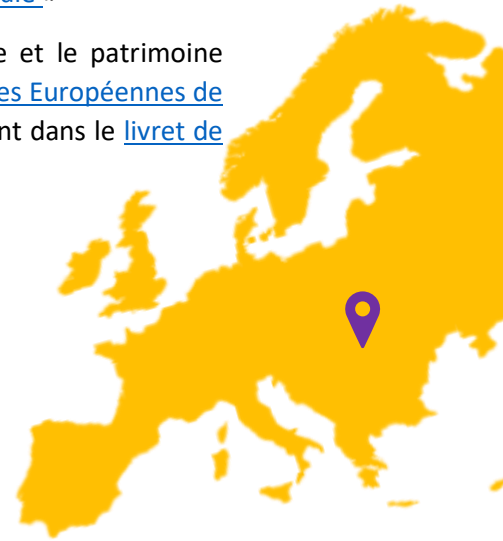 e et le patrimoine
es Européennes de
nt dans le livret de